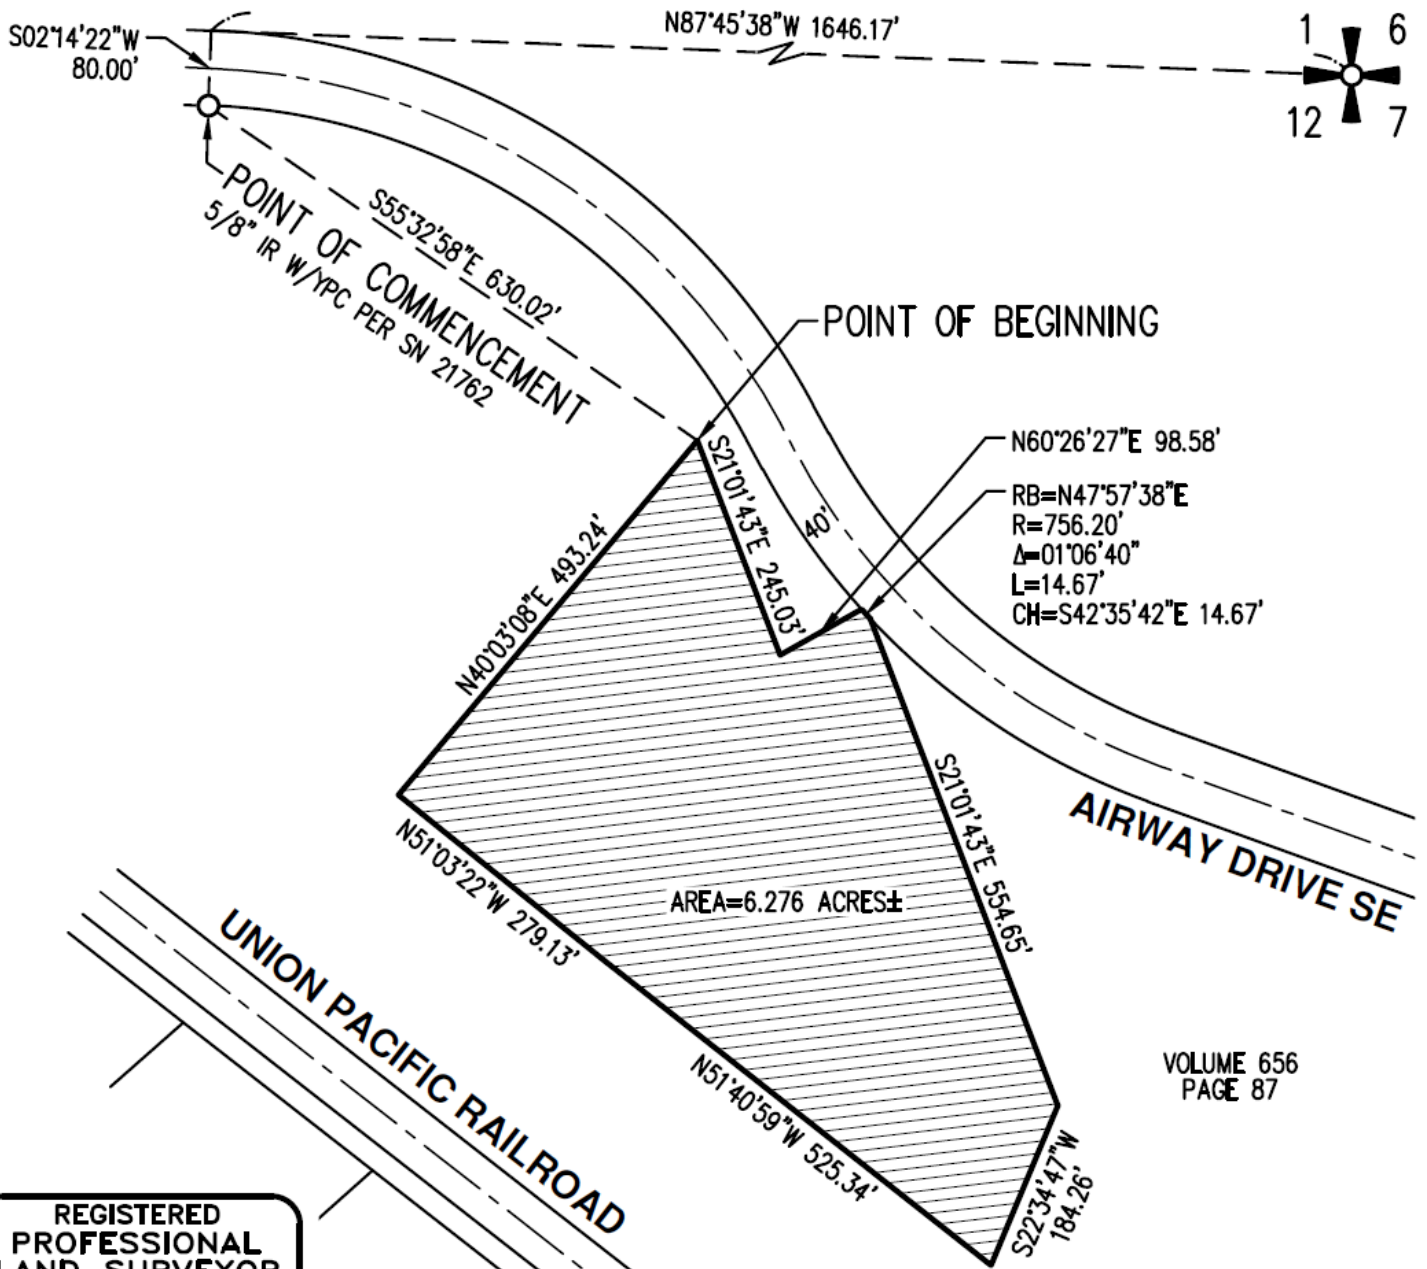 N87°45'38"W 1646.17'
1 6
12 7
S02°14'22"W
80.00'
POINT OF COMMENCEMENT
5/8" IR W/YPC PER SN 21762
S55°32'58"E 630.02'
POINT OF BEGINNING
N60°26'27"E 98.58'
RB=N47°57'38"E
R=756.20'
Δ=01°06'40"
L=14.67'
CH=S42°35'42"E 14.67'
S21°01'43"E 245.03'
40'
N40°03'08"E 493.24'
S21°01'43"E 554.65'
AIRWAY DRIVE SE
AREA=6.276 ACRES±
N51°03'22"W 279.13'
UNION PACIFIC RAILROAD
N51°40'59"W 525.34'
VOLUME 656
PAGE 87
S22°34'47"W
184.26'
REGISTERED
PROFESSIONAL
LAND SURVEYOR